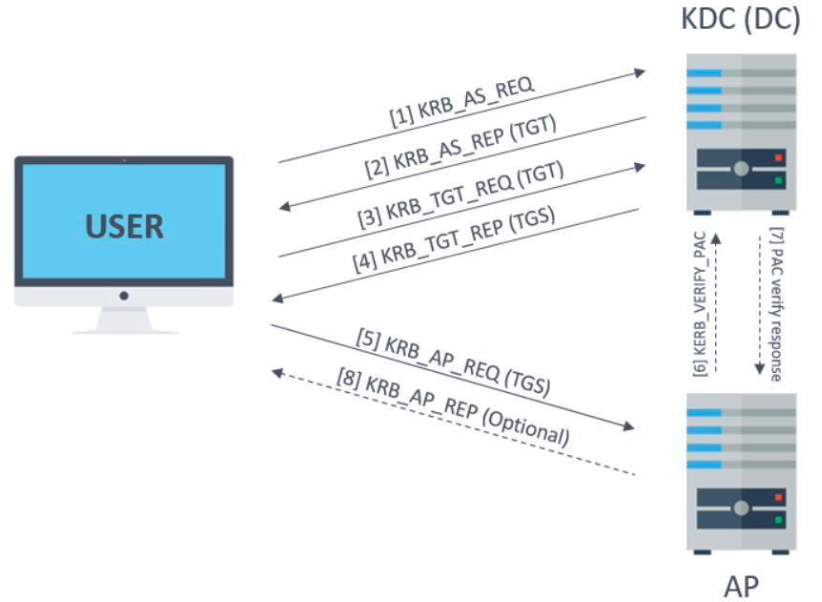 KDC (DC)
[1] KRB_AS_REQ
[2] KRB_AS_REP (TGT)
[3] KRB_TGT_REQ (TGT)
[4] KRB_TGT_REP (TGS)
USER
[6] KERB_VERIFY_PAC
[7] PAC verify response
[5] KRB_AP_REQ (TGS)
[8] KRB_AP_REP (Optional)
AP